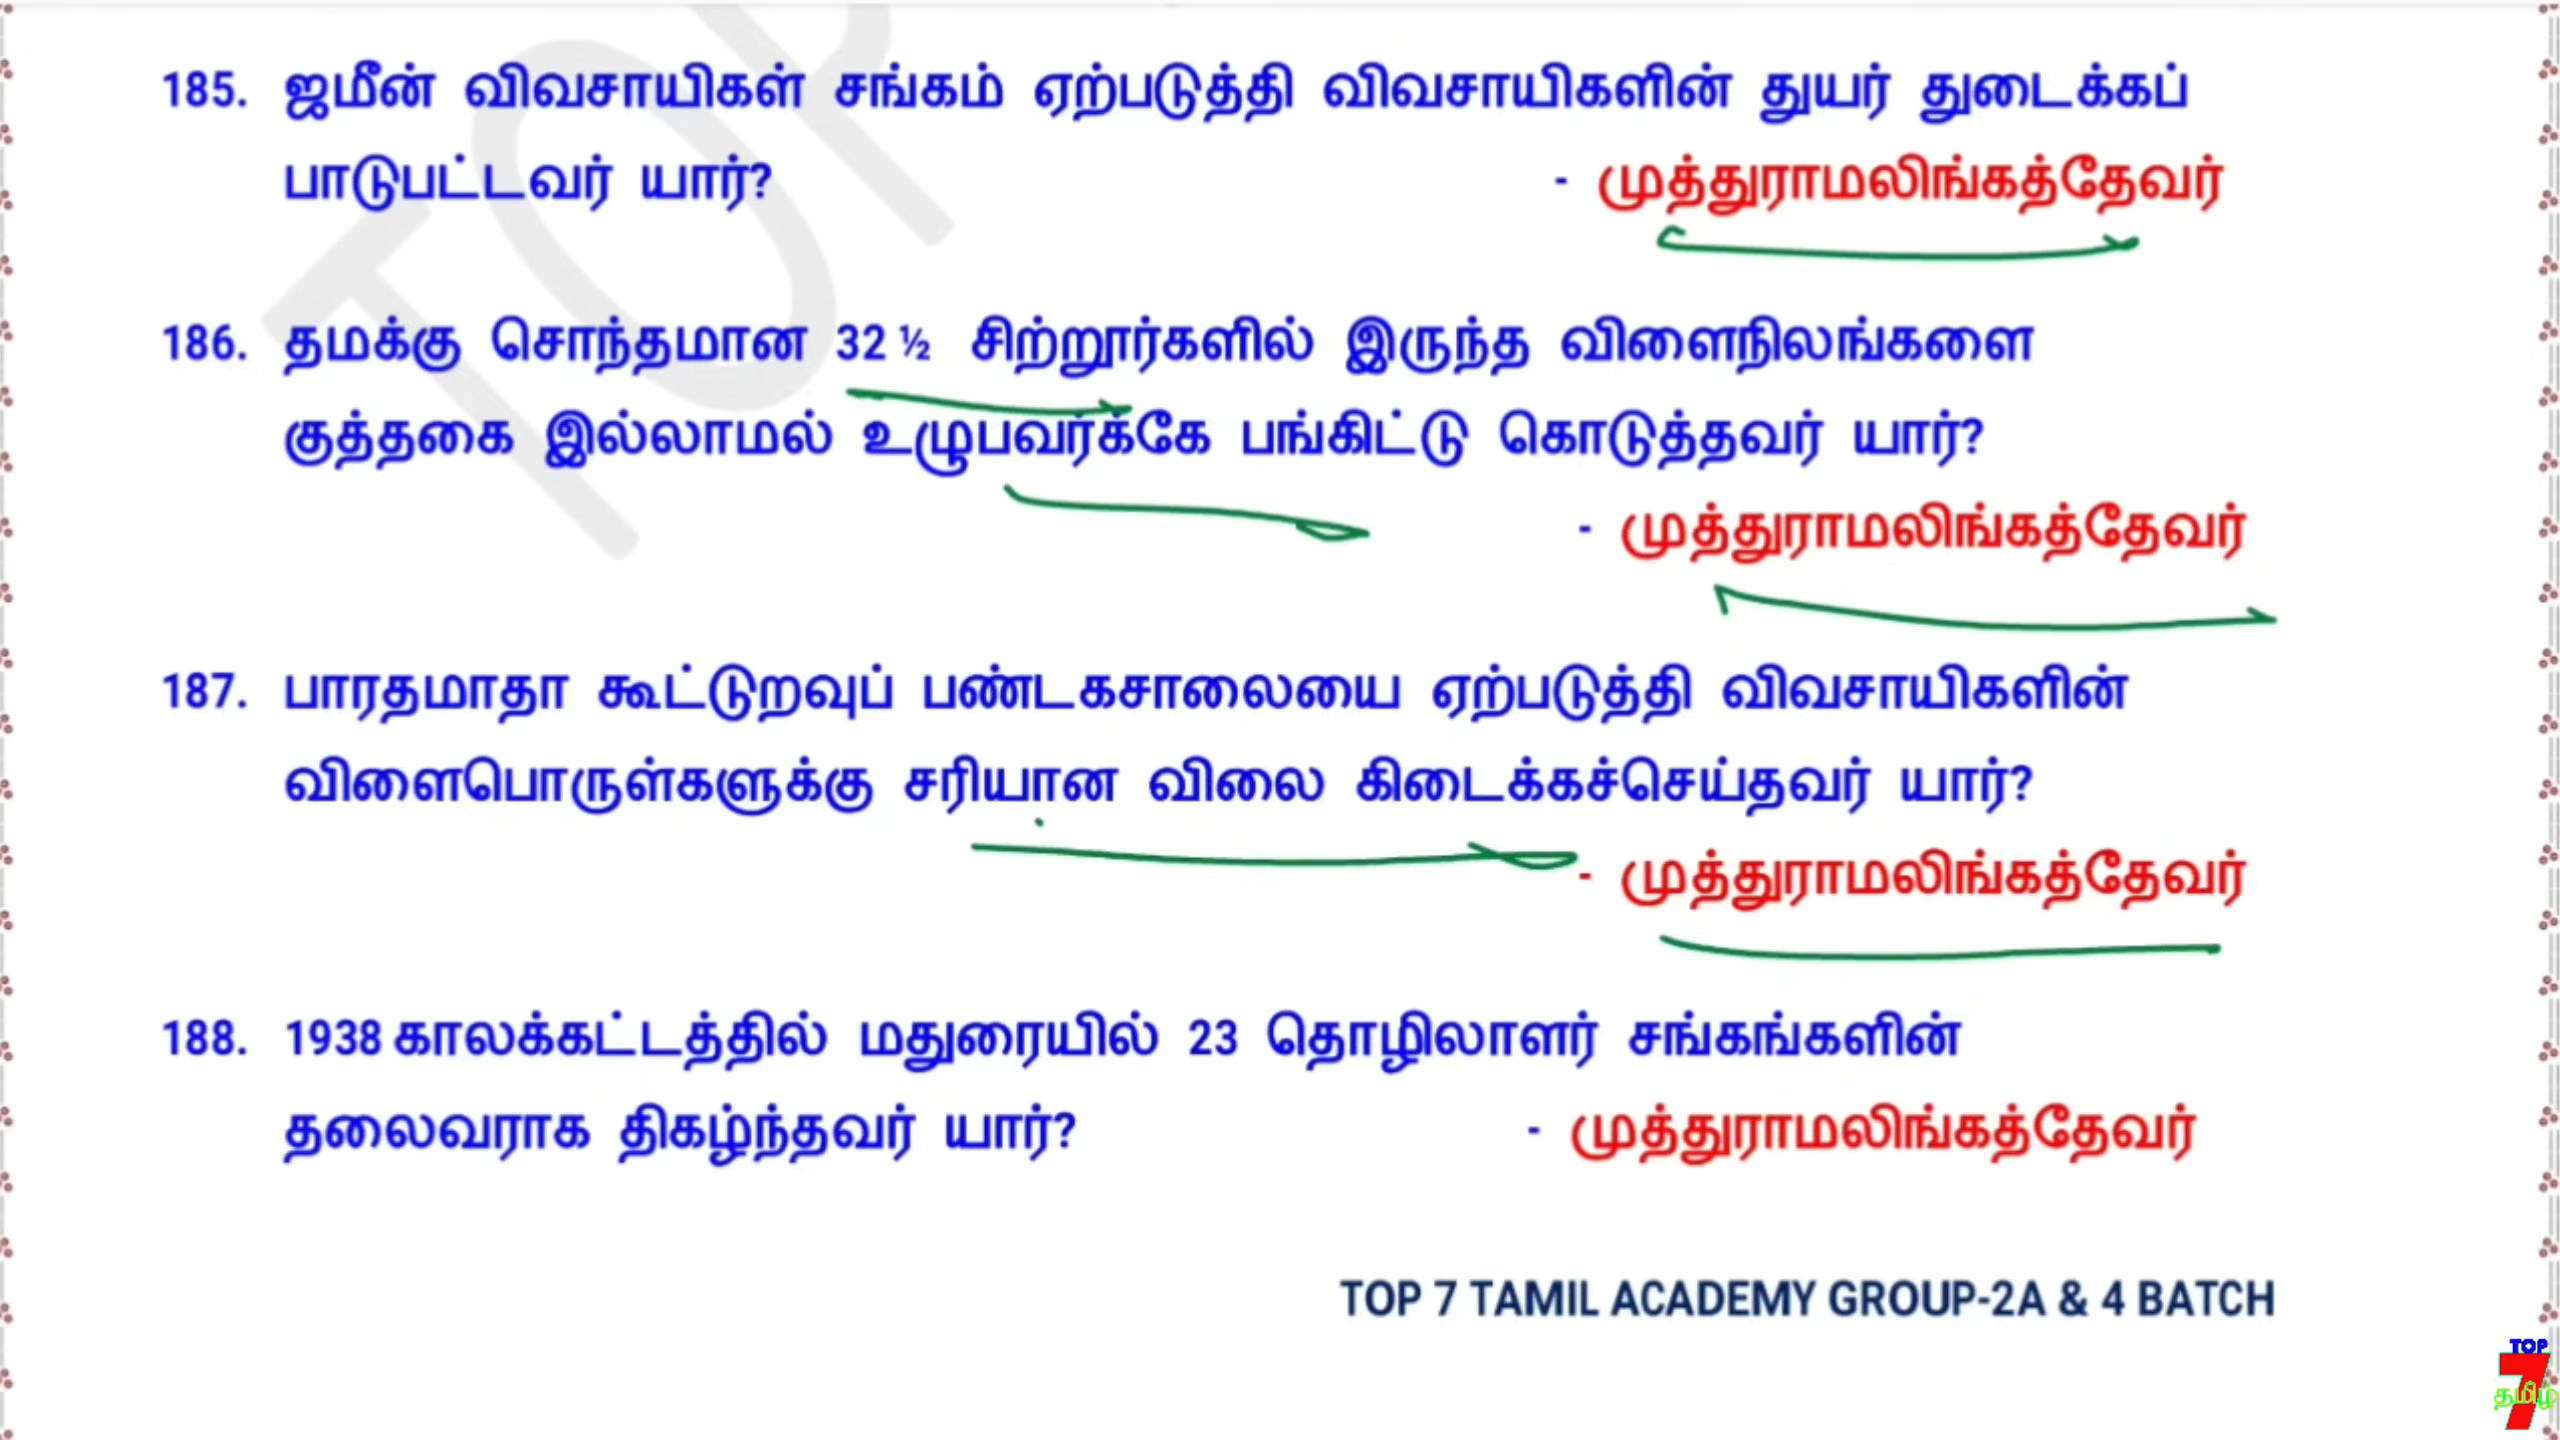 185. ஜமீன் விவசாயிகள் சங்கம் ஏற்படுத்தி விவசாயிகளின் துயர் துடைக்கப்
பாடுபட்டவர் யார்? - முத்துராமலிங்கத்தேவர்
186. தமக்கு சொந்தமான 32 ½ சிற்றூர்களில் இருந்த விளைநிலங்களை
குத்தகை இல்லாமல் உழுபவர்க்கே பங்கிட்டு கொடுத்தவர் யார்?
- முத்துராமலிங்கத்தேவர்
187. பாரதமாதா கூட்டுறவுப் பண்டகசாலையை ஏற்படுத்தி விவசாயிகளின்
விளைபொருள்களுக்கு சரியான விலை கிடைக்கச்செய்தவர் யார்?
- முத்துராமலிங்கத்தேவர்
188. 1938 காலக்கட்டத்தில் மதுரையில் 23 தொழிலாளர் சங்கங்களின்
தலைவராக திகழ்ந்தவர் யார்? - முத்துராமலிங்கத்தேவர்
TOP 7 TAMIL ACADEMY GROUP-2A & 4 BATCH
TOP
7
தமிழ்
TOP